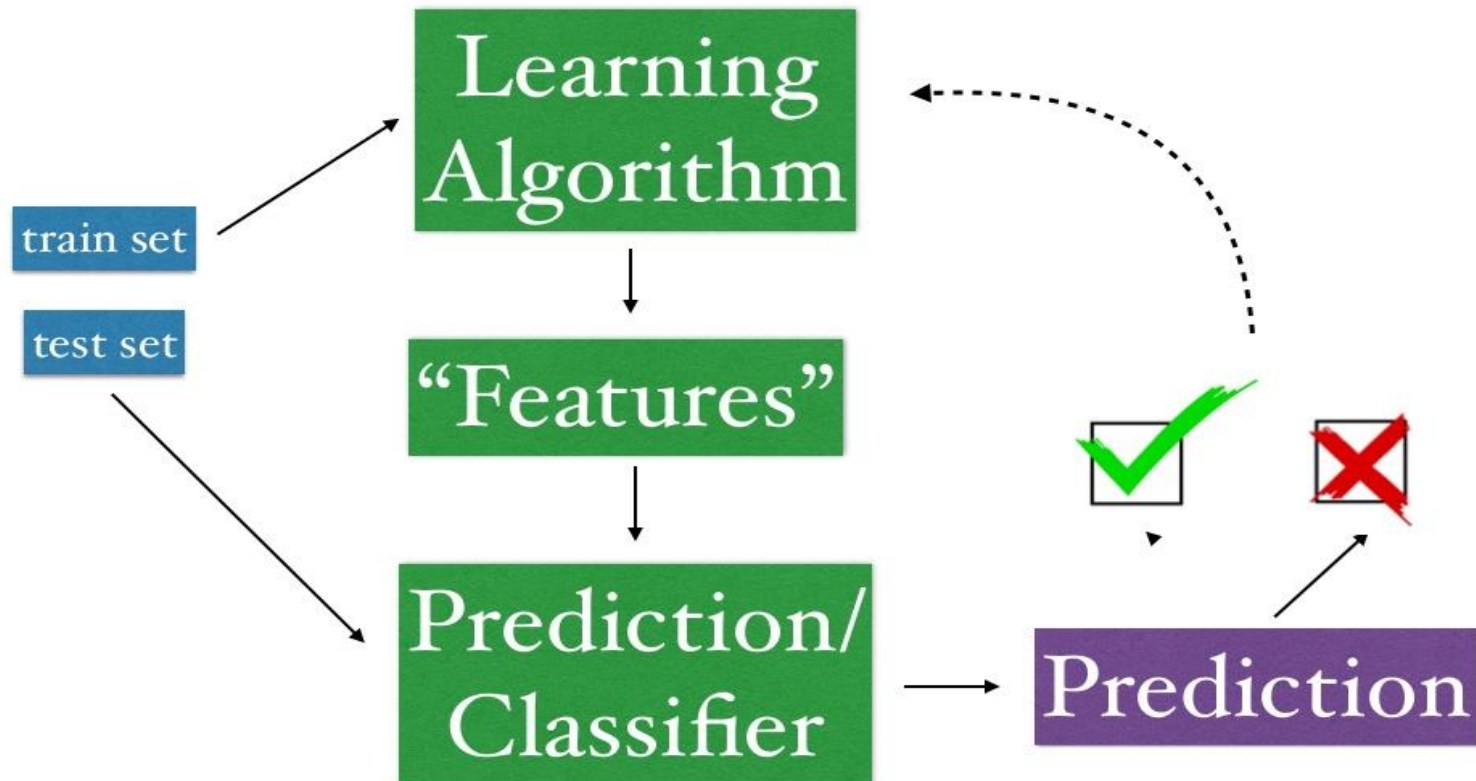 Learning
Algorithm
train set
test set
“Features”
Prediction/
Classifier
Prediction